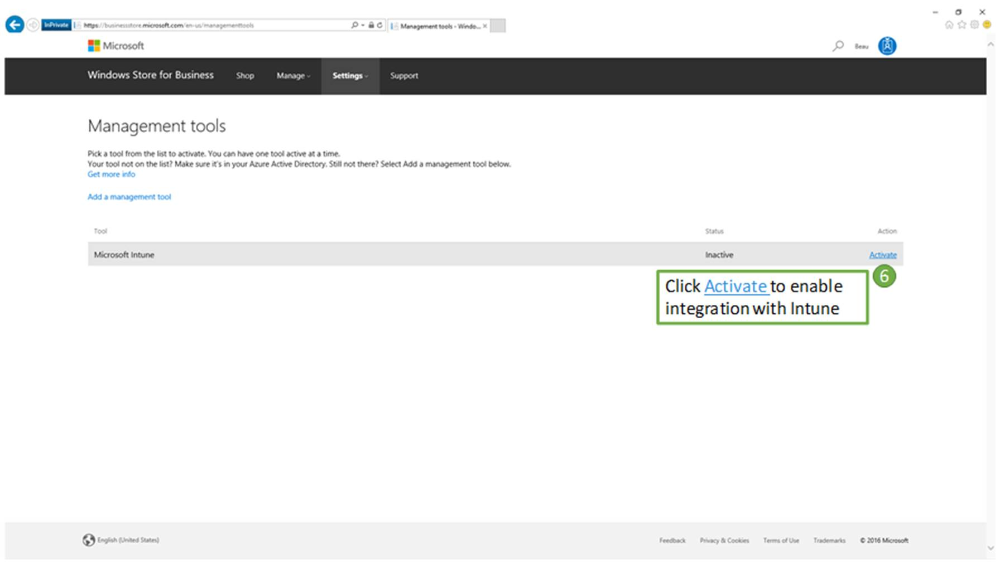 InPrivate https://businessstore.microsoft.com/en-us/managementtools Management tools - Windo...
Microsoft
Beau
Windows Store for Business Shop Manage Settings Support
Management tools
Pick a tool from the list to activate. You can have one tool active at a time.
Your tool not on the list? Make sure it's in your Azure Active Directory. Still not there? Select Add a management tool below.
Get more info
Add a management tool
Tool Status Action
Microsoft Intune Inactive Activate
6
Click Activate to enable
integration with Intune
English (United States) Feedback Privacy & Cookies Terms of Use Trademarks © 2016 Microsoft